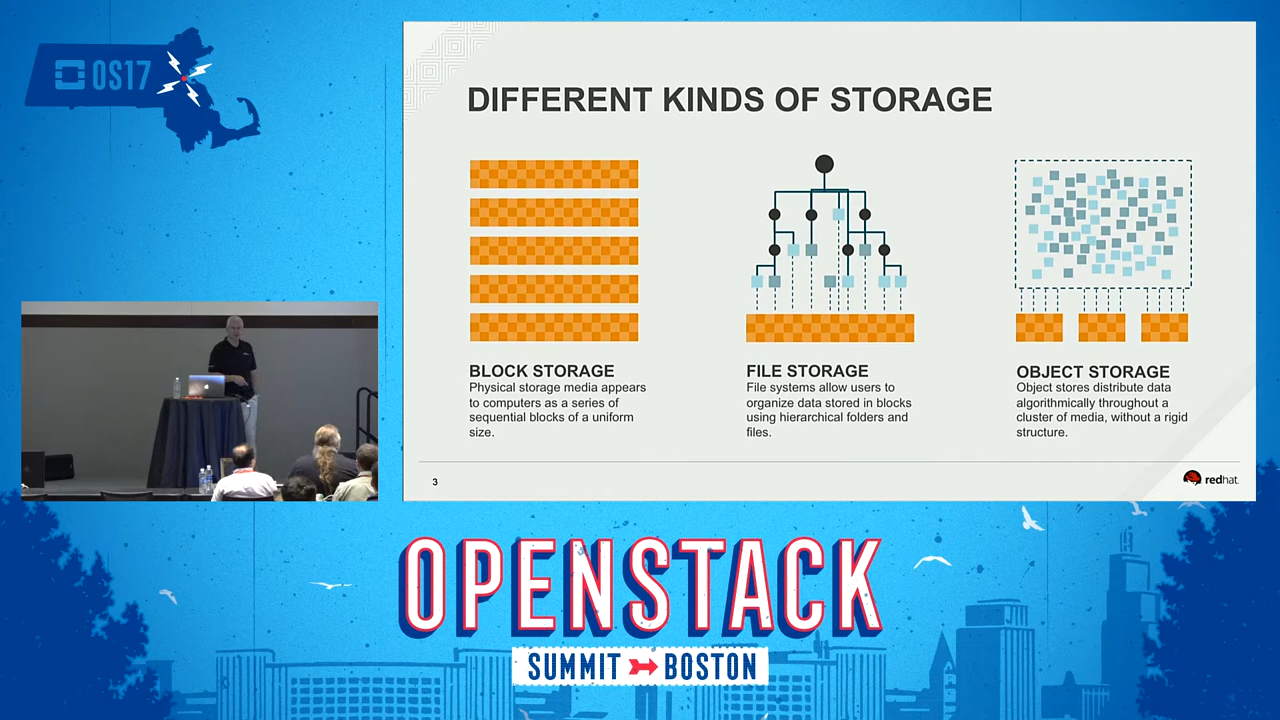 OS17
DIFFERENT KINDS OF STORAGE
BLOCK STORAGE
Physical storage media appears
to computers as a series of
sequential blocks of a uniform
size.
FILE STORAGE
File systems allow users to
organize data stored in blocks
using hierarchical folders and
files.
OBJECT STORAGE
Object stores distribute data
algorithmically throughout a
cluster of media, without a rigid
structure.
3
redhat.
OPENSTACK
SUMMIT BOSTON